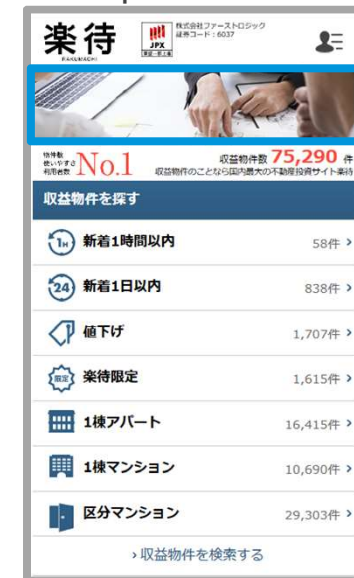 楽待
RAKUMACHI
JPX
東証一部上場
株式会社ファーストロジック
証券コード：6037
物件数
使いやすさ
利用者数
No.1
収益物件数 75,290 件
収益物件のことなら国内最大の不動産投資サイト楽待
収益物件を探す
1H 新着1時間以内 58件 >
24 新着1日以内 838件 >
値下げ 1,707件 >
限定 楽待限定 1,615件 >
1棟アパート 16,415件 >
1棟マンション 10,690件 >
区分マンション 29,303件 >
› 収益物件を検索する